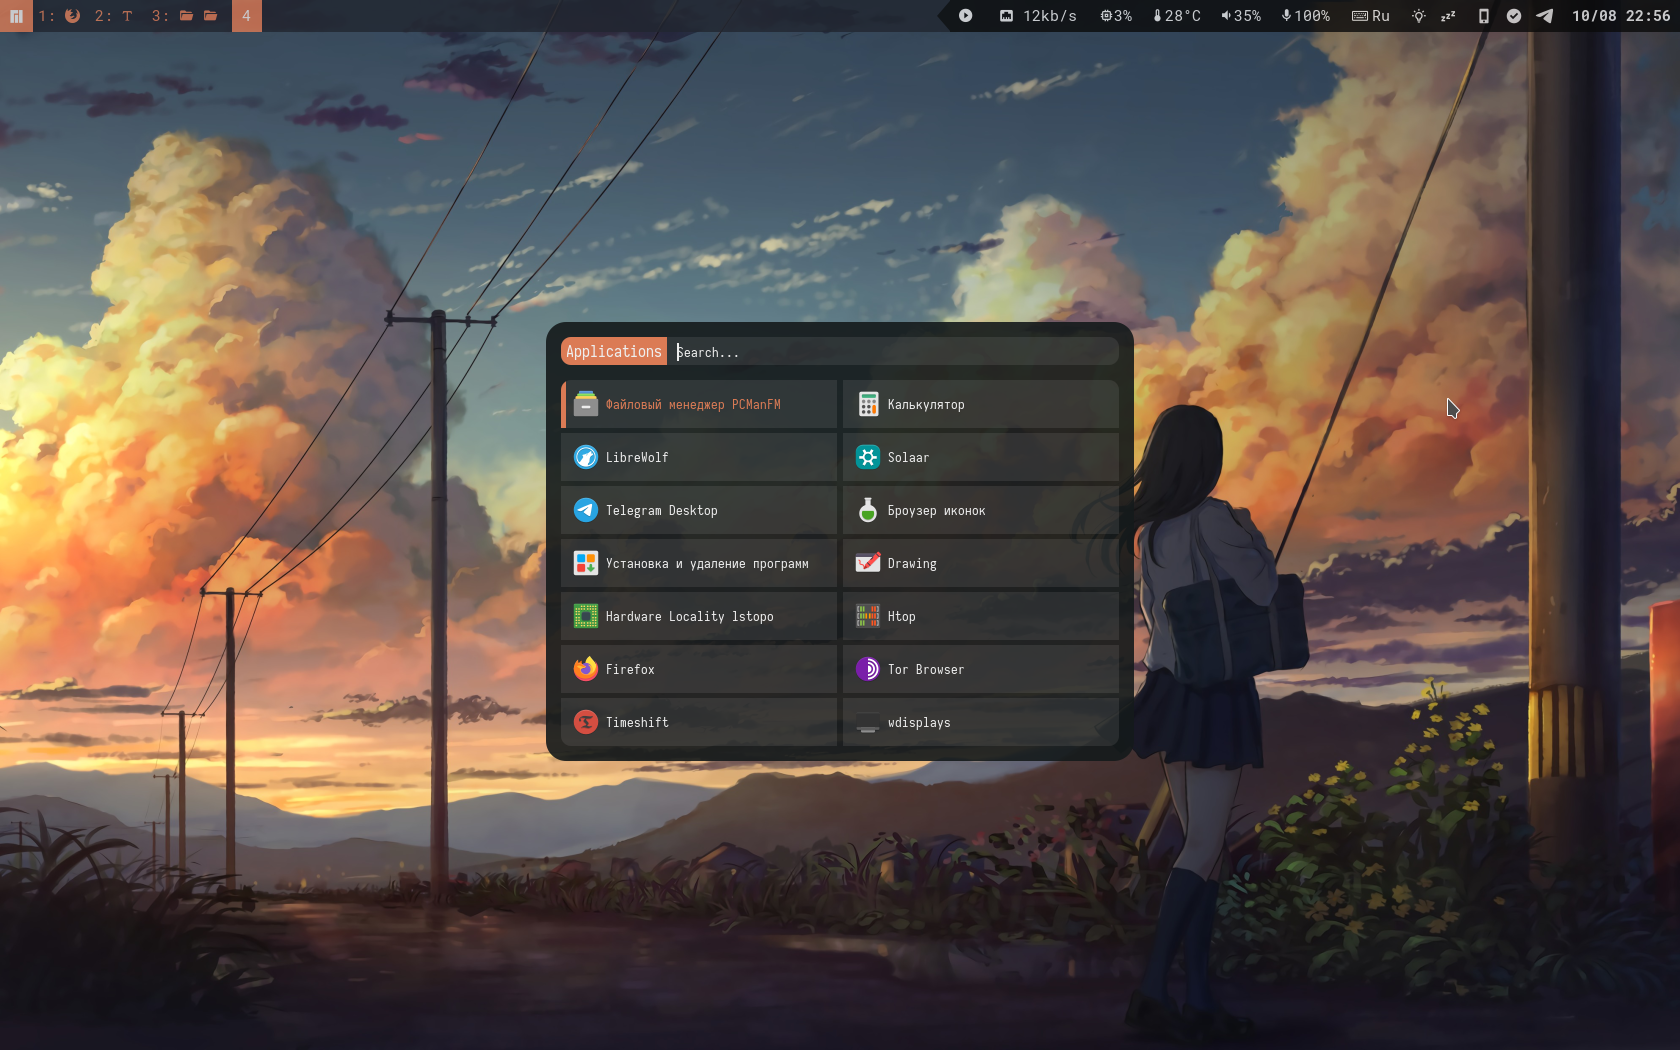 1: 2: T 3: 4 12kb/s 3% 28°C 35% 100% Ru zzz 10/08 22:56
Applications Search...
Файловый менеджер PCManFM
Калькулятор
LibreWolf
Solaar
Telegram Desktop
Броузер иконок
Установка и удаление программ
Drawing
Hardware Locality lstopo
Htop
Firefox
Tor Browser
Timeshift
wdisplays